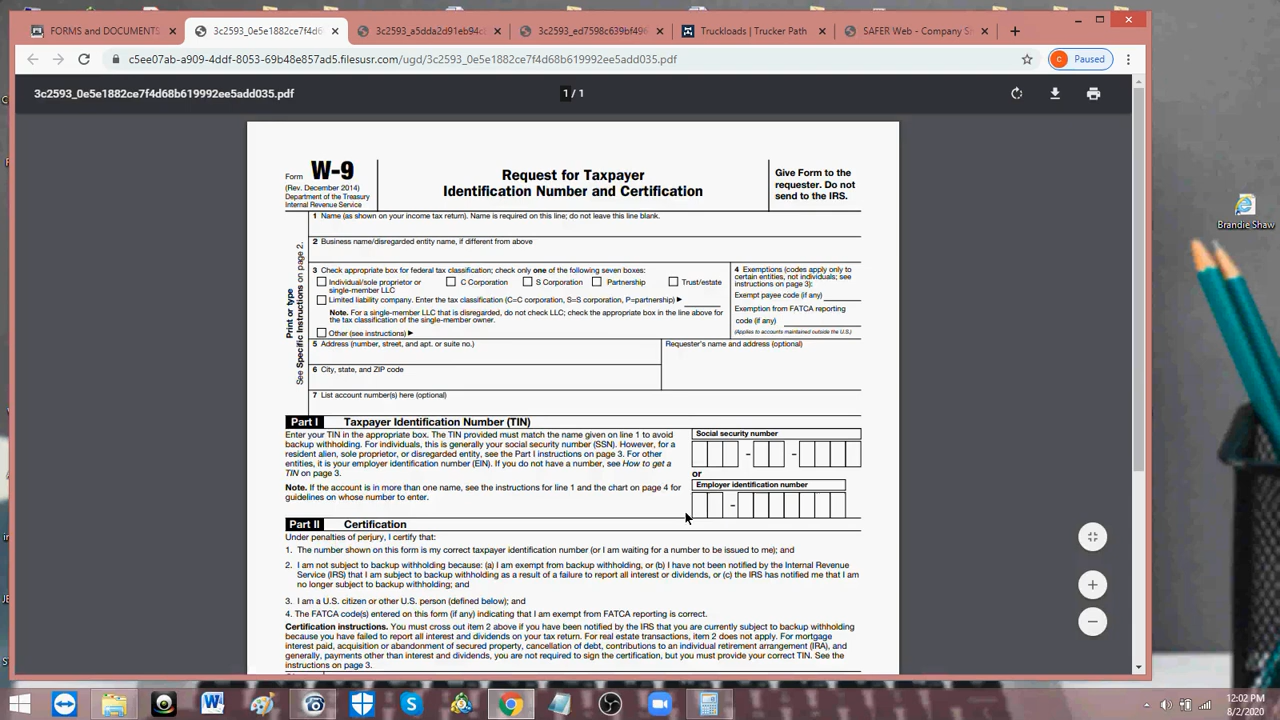 FORMS and DOCUMENTS
3c2593_0e5e1882ce7f4d6
3c2593_a5dda2d91eb94c
3c2593_ed7598c639bf496
Truckloads | Trucker Path
SAFER Web - Company S
c5ee07ab-a909-4ddf-8053-69b48e857ad5.files com/ugd/3c2593_0e5e1882ce7f4d68b619992ee5add035.pdf
C Paused
3c2593_0e5e1882ce7f4d68b619992ee5add035.pdf
1 / 1
Form W-9
(Rev. December 2014)
Department of the Treasury
Internal Revenue Service
Request for Taxpayer
Identification Number and Certification
Give Form to the
requester. Do not
send to the IRS.
Print or type
See Specific Instructions on page 2.
1 Name (as shown on your income tax return). Name is required on this line; do not leave this line blank.
2 Business name/disregarded entity name, if different from above
3 Check appropriate box for federal tax classification; check only one of the following seven boxes:
Individual/sole proprietor or
single-member LLC
C Corporation
S Corporation
Partnership
Trust/estate
Limited liability company. Enter the tax classification (C=C corporation, S=S corporation, P=partnership) ▶
Note. For a single-member LLC that is disregarded, do not check LLC; check the appropriate box in the line above for
the tax classification of the single-member owner.
Other (see instructions) ▶
4 Exemptions (codes apply only to
certain entities, not individuals; see
instructions on page 3):
Exempt payee code (if any)
Exemption from FATCA reporting
code (if any)
(Applies to accounts maintained outside the U.S.)
5 Address (number, street, and apt. or suite no.)
Requester's name and address (optional)
6 City, state, and ZIP code
7 List account number(s) here (optional)
Part I Taxpayer Identification Number (TIN)
Enter your TIN in the appropriate box. The TIN provided must match the name given on line 1 to avoid
backup withholding. For individuals, this is generally your social security number (SSN). However, for a
resident alien, sole proprietor, or disregarded entity, see the Part I instructions on page 3. For other
entities, it is your employer identification number (EIN). If you do not have a number, see How to get a
TIN on page 3.
Note. If the account is in more than one name, see the instructions for line 1 and the chart on page 4 for
guidelines on whose number to enter.
Social security number
– –
or
Employer identification number
–
Part II Certification
Under penalties of perjury, I certify that:
1. The number shown on this form is my correct taxpayer identification number (or I am waiting for a number to be issued to me); and
2. I am not subject to backup withholding because: (a) I am exempt from backup withholding, or (b) I have not been notified by the Internal Revenue
Service (IRS) that I am subject to backup withholding as a result of a failure to report all interest or dividends, or (c) the IRS has notified me that I am
no longer subject to backup withholding; and
3. I am a U.S. citizen or other U.S. person (defined below); and
4. The FATCA code(s) entered on this form (if any) indicating that I am exempt from FATCA reporting is correct.
Certification instructions. You must cross out item 2 above if you have been notified by the IRS that you are currently subject to backup withholding
because you have failed to report all interest and dividends on your tax return. For real estate transactions, item 2 does not apply. For mortgage
interest paid, acquisition or abandonment of secured property, cancellation of debt, contributions to an individual retirement arrangement (IRA), and
generally, payments other than interest and dividends, you are not required to sign the certification, but you must provide your correct TIN. See the
instructions on page 3.
Brandie Shaw
12:02 PM
8/2/2020